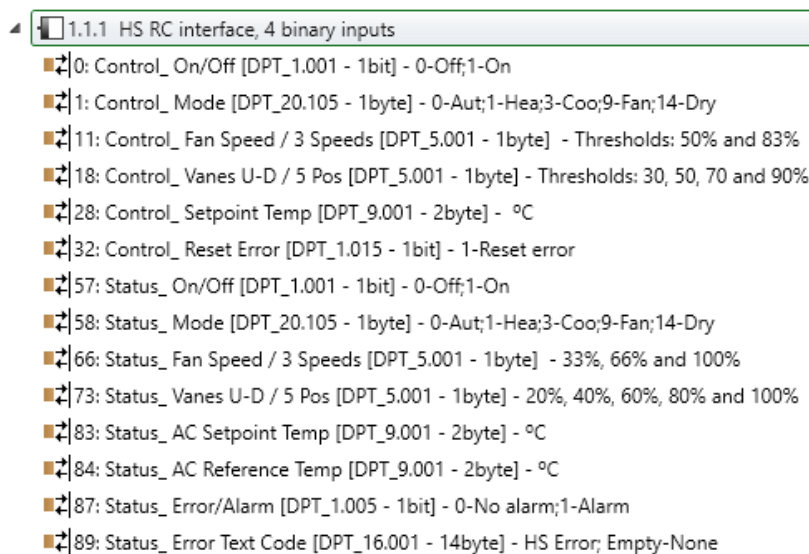 1.1.1 HS RC interface, 4 binary inputs
0: Control_ On/Off [DPT_1.001 - 1bit] - 0-Off;1-On
1: Control_ Mode [DPT_20.105 - 1byte] - 0-Aut;1-Hea;3-Coo;9-Fan;14-Dry
11: Control_ Fan Speed / 3 Speeds [DPT_5.001 - 1byte]  - Thresholds: 50% and 83%
18: Control_ Vanes U-D / 5 Pos [DPT_5.001 - 1byte] - Thresholds: 30, 50, 70 and 90%
28: Control_ Setpoint Temp [DPT_9.001 - 2byte] -  ºC
32: Control_ Reset Error [DPT_1.015 - 1bit] - 1-Reset error
57: Status_ On/Off [DPT_1.001 - 1bit] - 0-Off;1-On
58: Status_ Mode [DPT_20.105 - 1byte] - 0-Aut;1-Hea;3-Coo;9-Fan;14-Dry
66: Status_ Fan Speed / 3 Speeds [DPT_5.001 - 1byte]  - 33%, 66% and 100%
73: Status_ Vanes U-D / 5 Pos [DPT_5.001 - 1byte] - 20%, 40%, 60%, 80% and 100%
83: Status_ AC Setpoint Temp [DPT_9.001 - 2byte] - ºC
84: Status_ AC Reference Temp [DPT_9.001 - 2byte] - ºC
87: Status_ Error/Alarm [DPT_1.005 - 1bit] - 0-No alarm;1-Alarm
89: Status_ Error Text Code [DPT_16.001 - 14byte] - HS Error; Empty-None